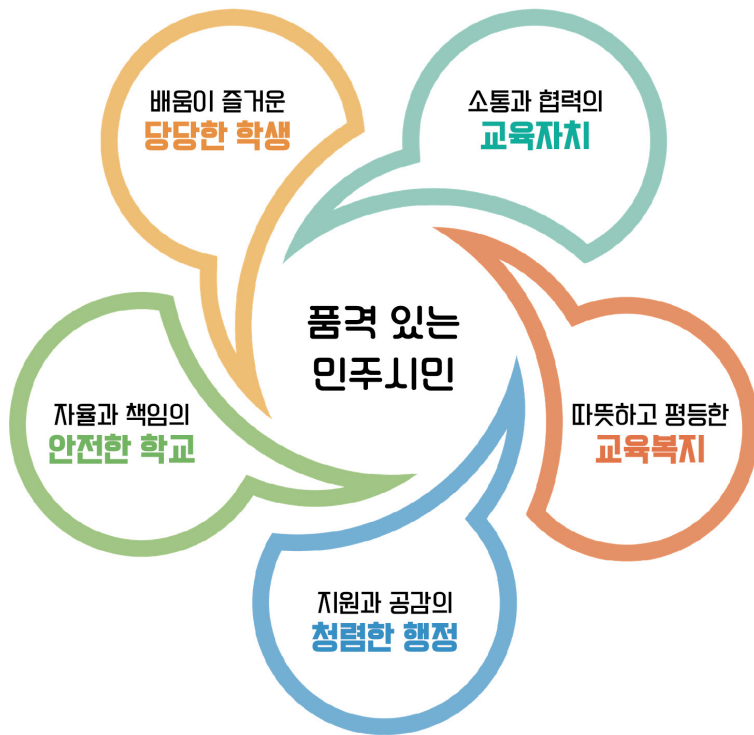 배움이 즐거운
당당한 학생
소통과 협력의
교육자치
품격 있는
민주시민
자율과 책임의
안전한 학교
따뜻하고 평등한
교육복지
지원과 공감의
청렴한 행정